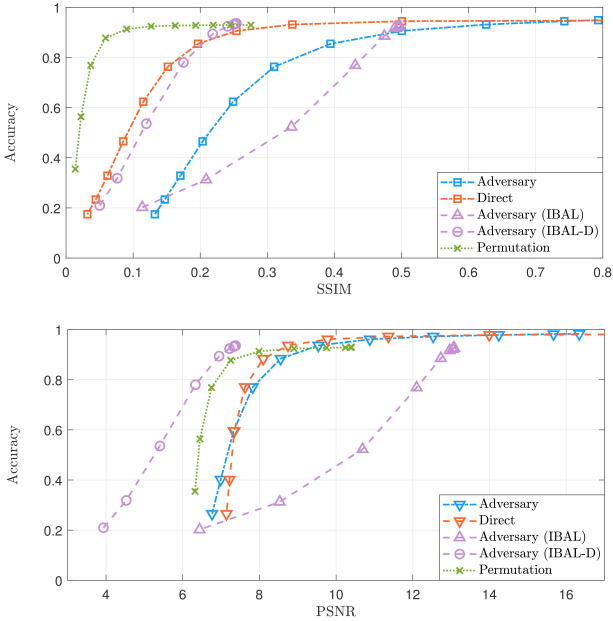 1
0.8
0.6
0.4
0.2
0
Accuracy
0 0.1 0.2 0.3 0.4 0.5 0.6 0.7 0.8
SSIM
Adversary
Direct
Adversary (IBAL)
Adversary (IBAL-D)
Permutation
1
0.8
0.6
0.4
0.2
0
Accuracy
4 6 8 10 12 14 16
PSNR
Adversary
Direct
Adversary (IBAL)
Adversary (IBAL-D)
Permutation